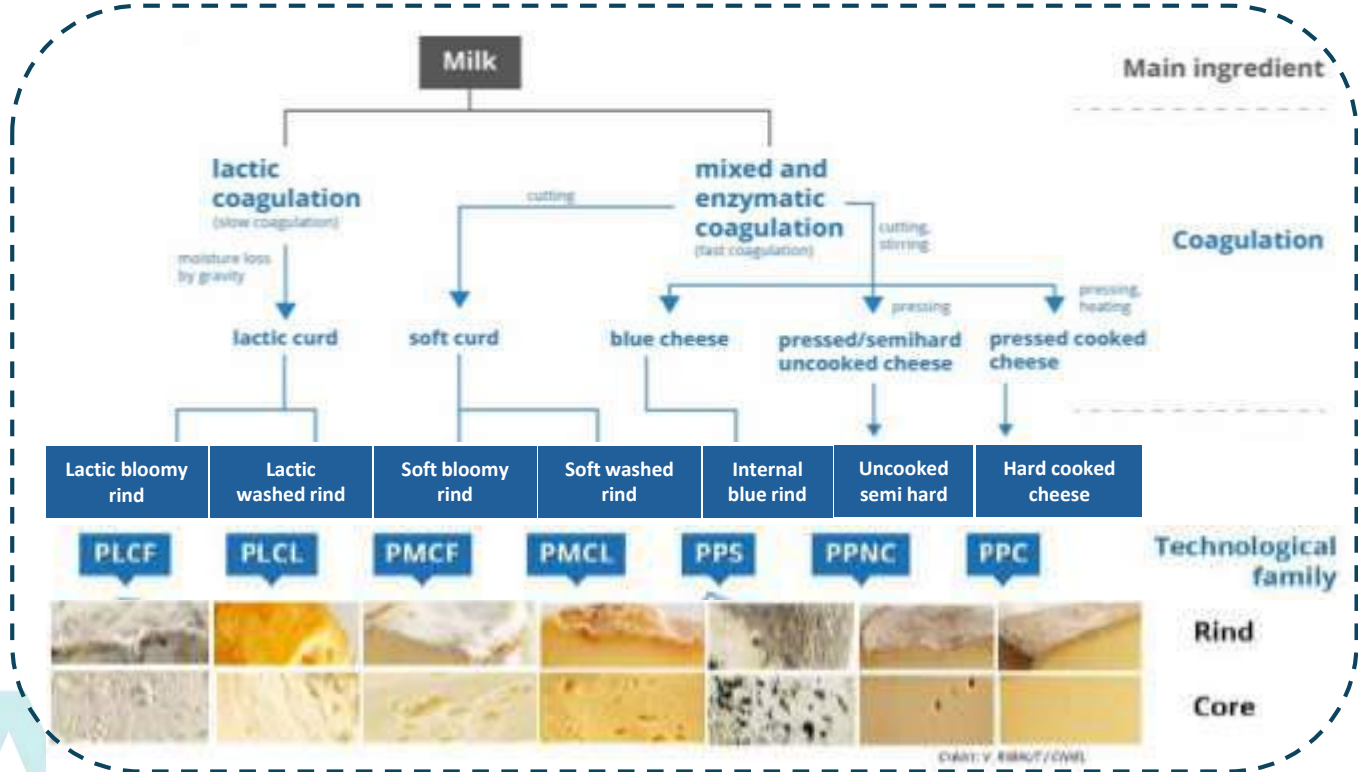 Milk
Main ingredient
lactic
coagulation
(slow coagulation)
mixed and
enzymatic
coagulation
(fast coagulation)
cutting
cutting,
stirring
Coagulation
moisture loss
by gravity
pressing
pressing,
heating
lactic curd
soft curd
blue cheese
pressed/semihard
uncooked cheese
pressed cooked
cheese
Lactic bloomy
rind
Lactic
washed rind
Soft bloomy
rind
Soft washed
rind
Internal
blue rind
Uncooked
semi hard
Hard cooked
cheese
PLCF
PLCL
PMCF
PMCL
PPS
PPNC
PPC
Technological
family
Rind
Core